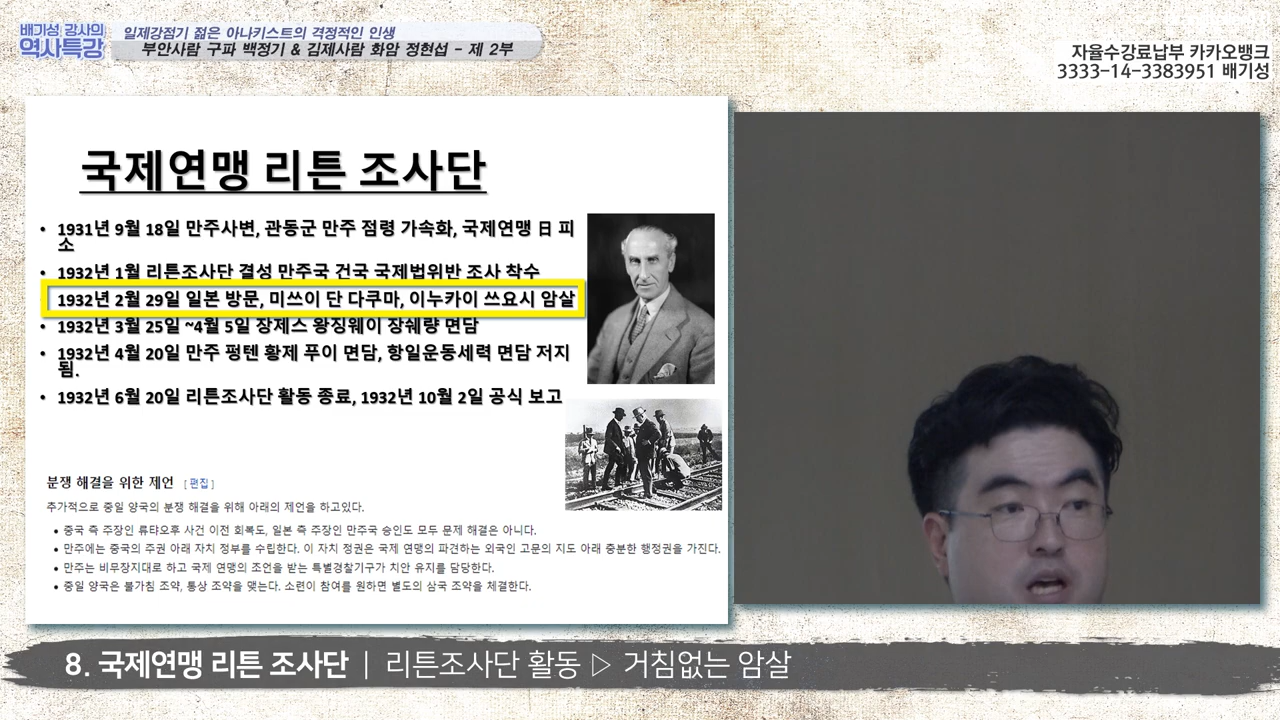 배기성 강사의
역사특강
일제강점기 젊은 아나키스트의 격정적인 인생
부안사람 구파 백정기 & 김제사람 화암 정현섭 - 제 2부
자율수강료납부 카카오뱅크
3333-14-3383951 배기성
국제연맹 리튼 조사단
• 1931년 9월 18일 만주사변, 관동군 만주 점령 가속화, 국제연맹 日 피
소
• 1932년 1월 리튼조사단 결성 만주국 건국 국제법위반 조사 착수
1932년 2월 29일 일본 방문, 미쓰이 단 다쿠마, 이누카이 쓰요시 암살
• 1932년 3월 25일 ~4월 5일 장제스 왕징웨이 장쉐량 면담
• 1932년 4월 20일 만주 펑텐 황제 푸이 면담, 항일운동세력 면담 저지
됨.
• 1932년 6월 20일 리튼조사단 활동 종료, 1932년 10월 2일 공식 보고
분쟁 해결을 위한 제언 [편집]
추가적으로 중일 양국의 분쟁 해결을 위해 아래의 제언을 하고있다.
• 중국 측 주장인 류탸오후 사건 이전 회복도, 일본 측 주장인 만주국 승인도 모두 문제 해결은 아니다.
• 만주에는 중국의 주권 아래 자치 정부를 수립한다. 이 자치 정권은 국제 연맹의 파견하는 외국인 고문의 지도 아래 충분한 행정권을 가진다.
• 만주는 비무장지대로 하고 국제 연맹의 조언을 받는 특별경찰기구가 치안 유지를 담당한다.
• 중일 양국은 불가침 조약, 통상 조약을 맺는다. 소련이 참여를 원하면 별도의 삼국 조약을 체결한다.
8. 국제연맹 리튼 조사단 | 리튼조사단 활동 ▷ 거침없는 암살